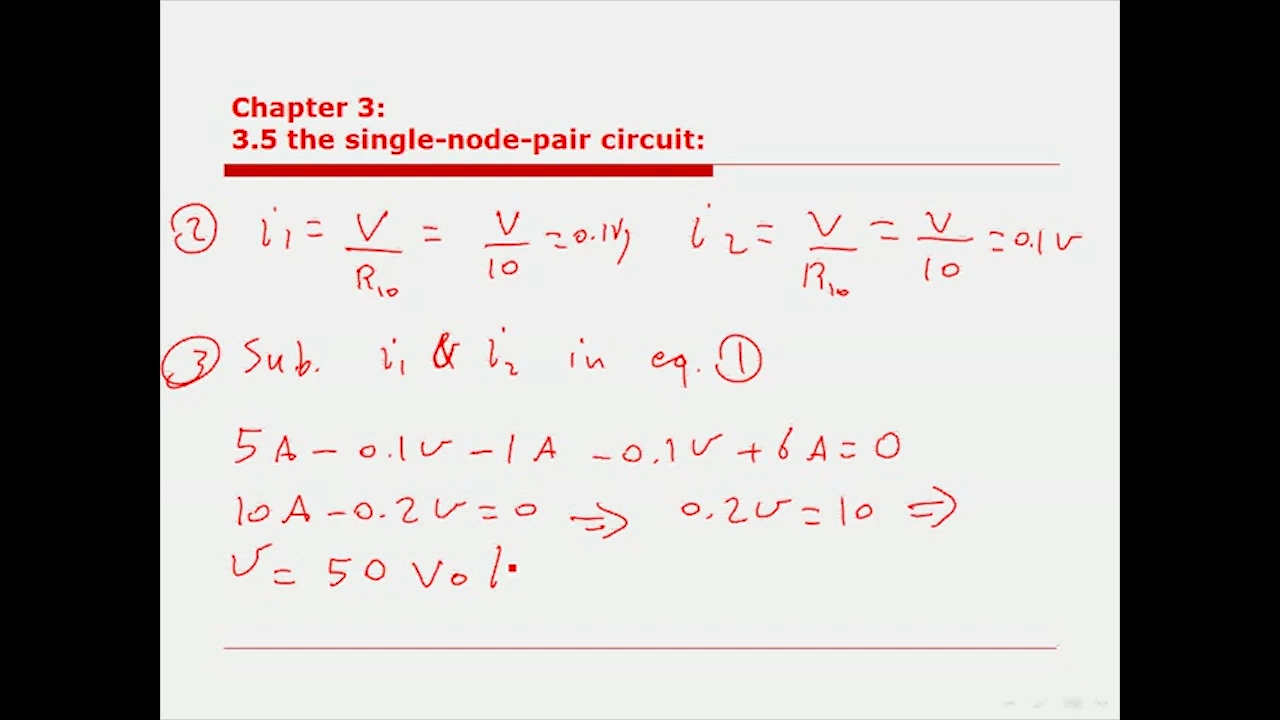 Chapter 3:
3.5 the single-node-pair circuit:
② i₁ = V/R₁₀ = V/10 = 0.1V, i₂ = V/R₁₀ = V/10 = 0.1V
③ Sub. i₁ & i₂ in eq. ①
5A - 0.1V - 1A - 0.1V + 6A = 0
10A - 0.2V = 0 ⇒ 0.2V = 10 ⇒
V = 50 Vol